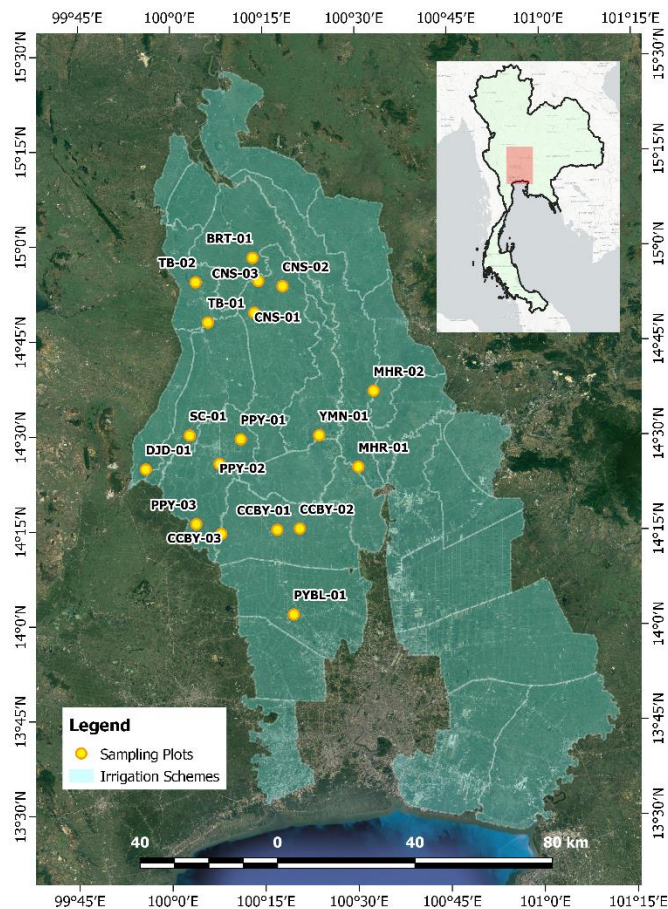 99°45'E 100°0'E 100°15'E 100°30'E 100°45'E 101°0'E 101°15'E
15°30'N 15°30'N
15°15'N 15°15'N
15°0'N 15°0'N
BRT-01
TB-02 CNS-03 CNS-02
TB-01
CNS-01
14°45'N 14°45'N
MHR-02
SC-01 PPY-01 YMN-01
14°30'N 14°30'N
DJD-01 PPY-02 MHR-01
PPY-03 CCBY-01 CCBY-02
CCBY-03
14°15'N 14°15'N
PYBL-01
14°0'N 14°0'N
Legend
13°45'N 13°45'N
Sampling Plots
Irrigation Schemes
13°30'N 13°30'N
40 0 40 80 km
99°45'E 100°0'E 100°15'E 100°30'E 100°45'E 101°0'E 101°15'E